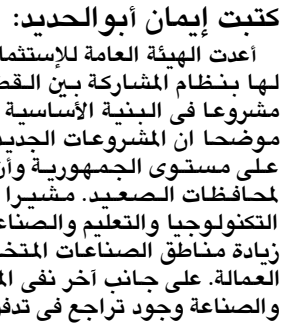 كتبت إيمان أبوالحديد:
أعدت الهيئة العامة للإستثما
لها بنظام المشاركة بين القط
مشروعا فى البنية الأساسية
موضحا ان المشروعات الجديد
على مستوى الجمهورية وأن
لمحافظات الصعيد. مشيرا
التكنولوجيا والتعليم والصناع
زيادة مناطق الصناعات المتخ
العمالة. على جانب آخر نفى الم
والصناعة وجود تراجع فى تدف